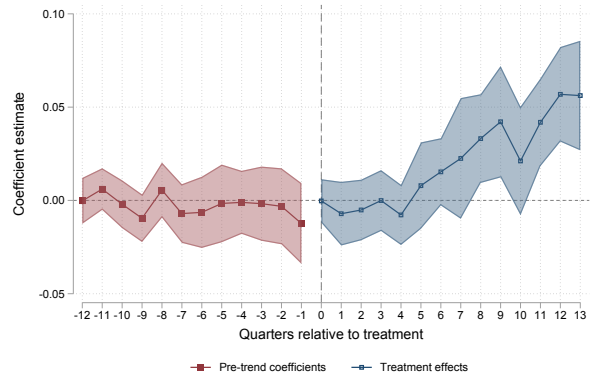 Coefficient estimate
0.10
0.05
0.00
-0.05
-12 -11 -10 -9 -8 -7 -6 -5 -4 -3 -2 -1 0 1 2 3 4 5 6 7 8 9 10 11 12 13
Quarters relative to treatment
Pre-trend coefficients Treatment effects